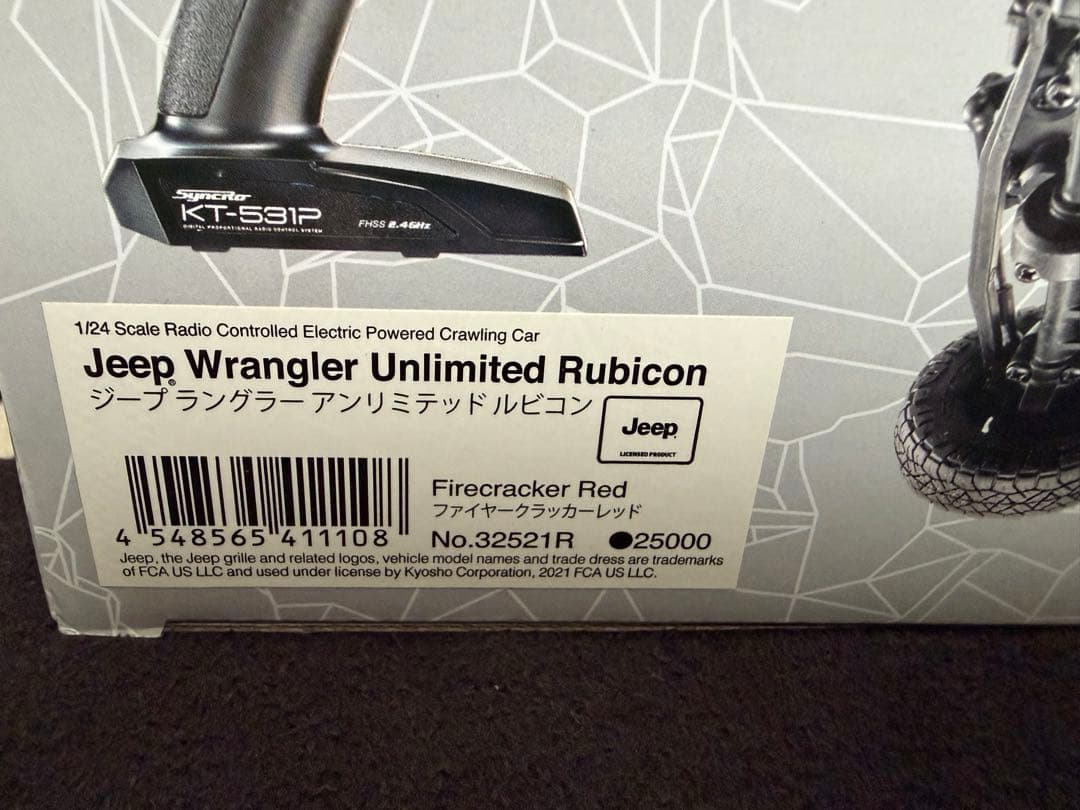 Syncro
KT-531P
DIGITAL PROPORTIONAL RADIO CONTROL SYSTEM
FHSS 2.4GHz
1/24 Scale Radio Controlled Electric Powered Crawling Car
Jeep® Wrangler Unlimited Rubicon
ジープ ラングラー アンリミテッド ルビコン
Jeep®
LICENSED PRODUCT
Firecracker Red
ファイヤークラッカーレッド
4 548565 411108
No.32521R ●25000
Jeep, the Jeep grille and related logos, vehicle model names and trade dress are trademarks
of FCA US LLC and used under license by Kyosho Corporation, 2021 FCA US LLC.